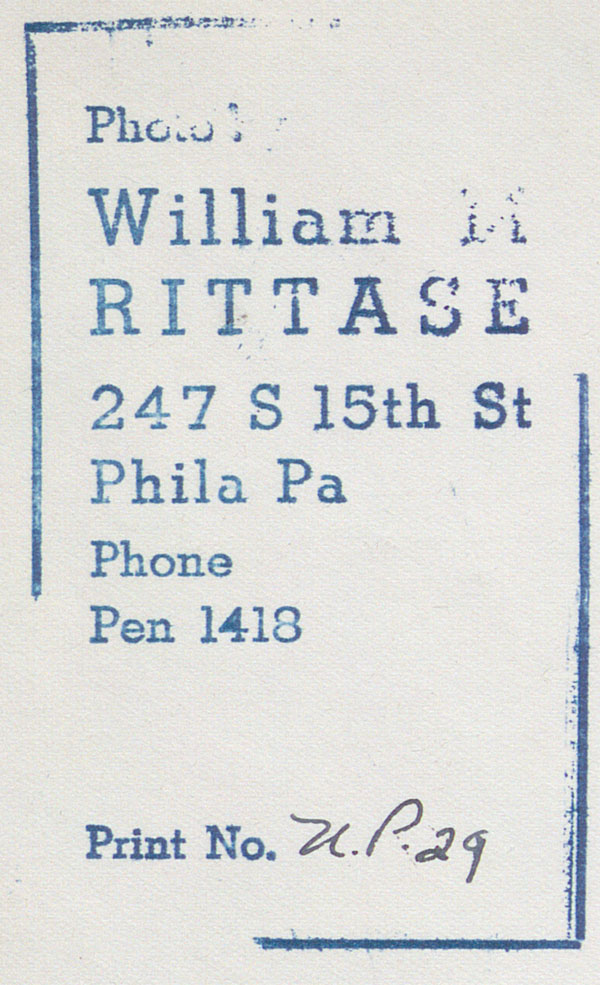 Photo
William M
RITTASE
247 S 15th St
Phila Pa
Phone
Pen 1418
Print No. N.P. 29